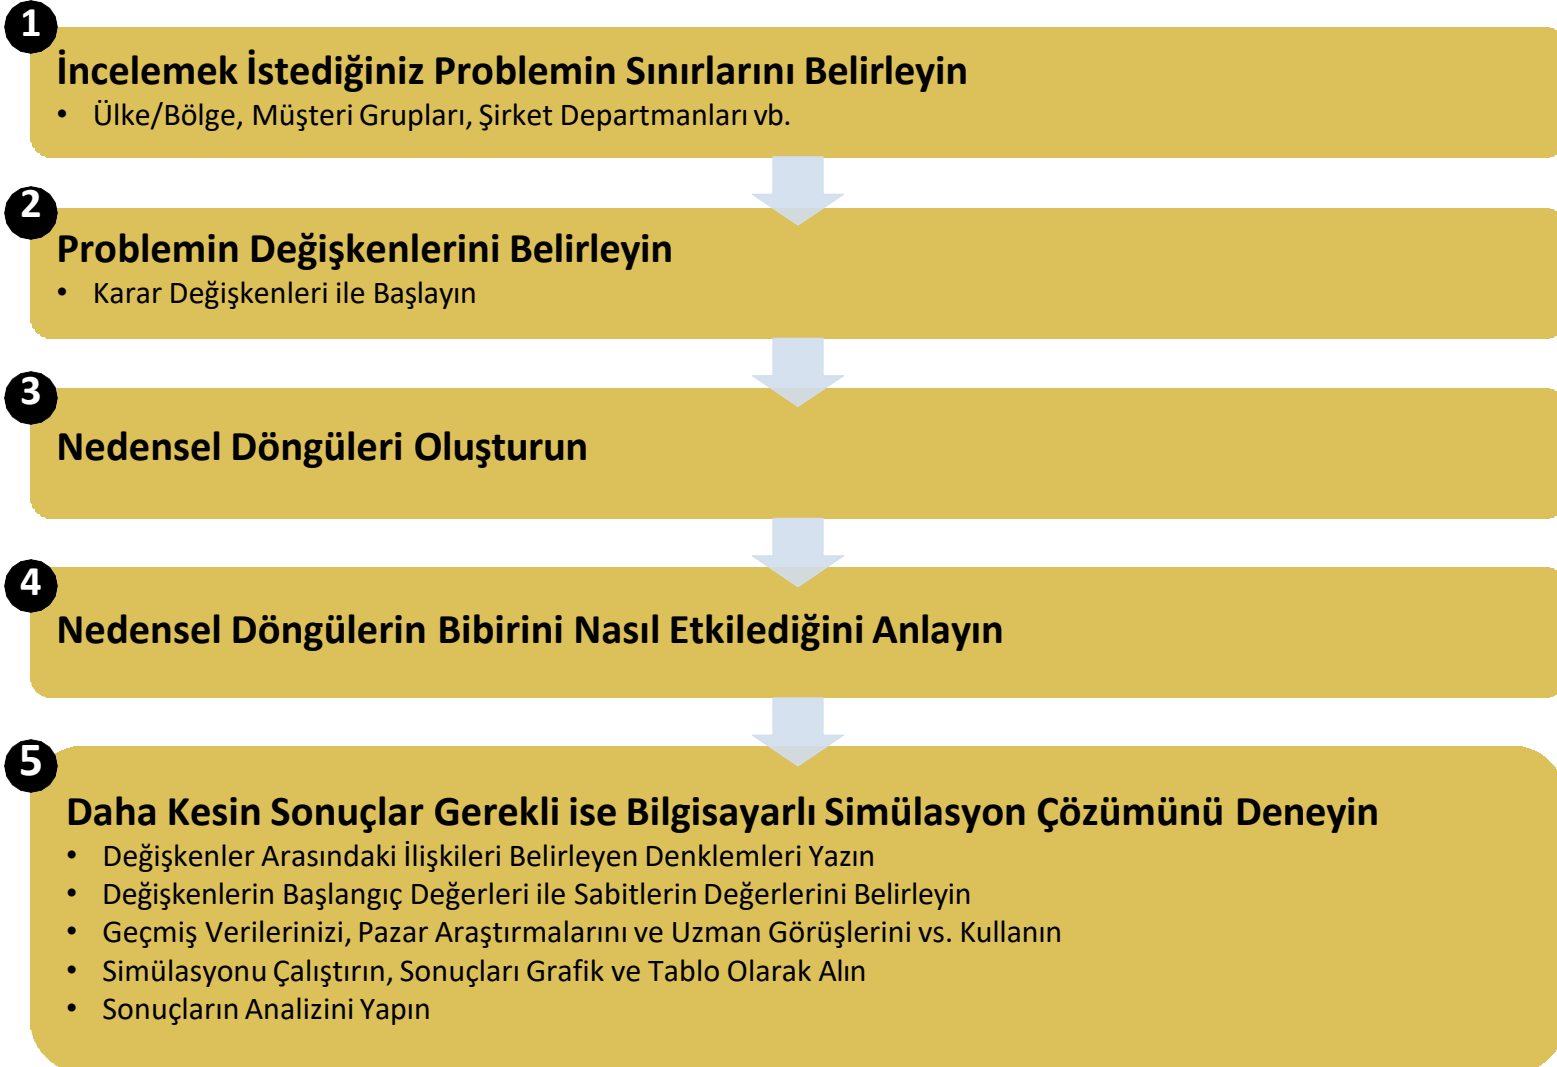 1
İncelemek İstediğiniz Problemin Sınırlarını Belirleyin
• Ülke/Bölge, Müşteri Grupları, Şirket Departmanları vb.
2
Problemin Değişkenlerini Belirleyin
• Karar Değişkenleri ile Başlayın
3
Nedensel Döngüleri Oluşturun
4
Nedensel Döngülerin Bibirini Nasıl Etkilediğini Anlayın
5
Daha Kesin Sonuçlar Gerekli ise Bilgisayarlı Simülasyon Çözümünü Deneyin
• Değişkenler Arasındaki İlişkileri Belirleyen Denklemleri Yazın
• Değişkenlerin Başlangıç Değerleri ile Sabitlerin Değerlerini Belirleyin
• Geçmiş Verilerinizi, Pazar Araştırmalarını ve Uzman Görüşlerini vs. Kullanın
• Simülasyonu Çalıştırın, Sonuçları Grafik ve Tablo Olarak Alın
• Sonuçların Analizini Yapın